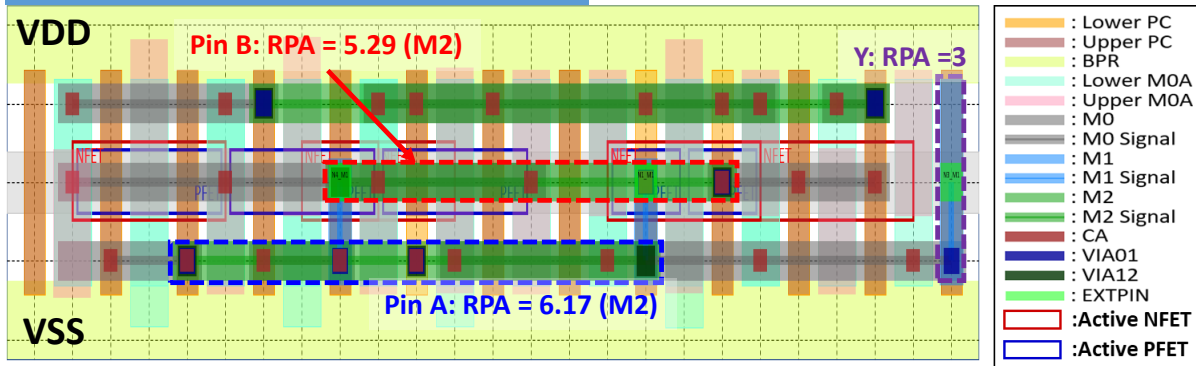 VDD
Pin B: RPA = 5.29 (M2)
Y: RPA =3
NFET
NFET
NFET
PFET
PFET
PFET
Pin A: RPA = 6.17 (M2)
VSS
: Lower PC
: Upper PC
: BPR
: Lower M0A
: Upper M0A
: M0
: M0 Signal
: M1
: M1 Signal
: M2
: M2 Signal
: CA
: VIA01
: VIA12
: EXTPIN
:Active NFET
:Active PFET